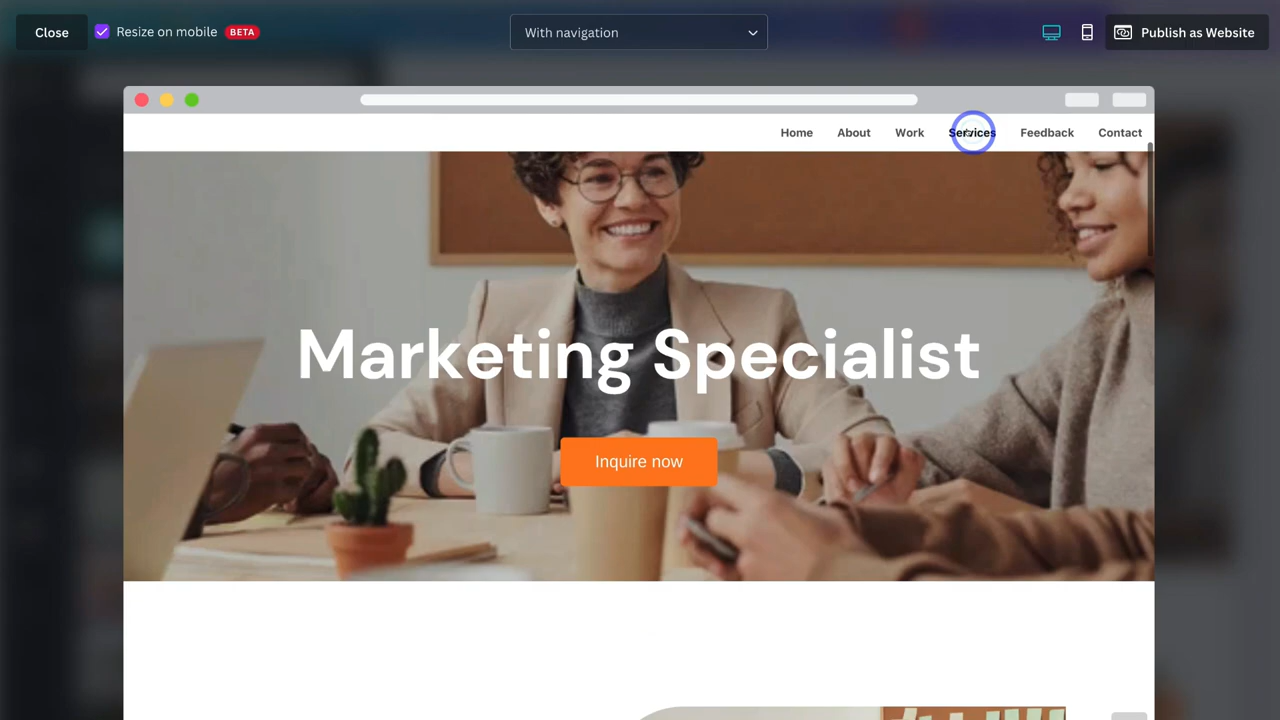 Close
Resize on mobile BETA
With navigation
Publish as Website
Home About Work Services Feedback Contact
Marketing Specialist
Inquire now